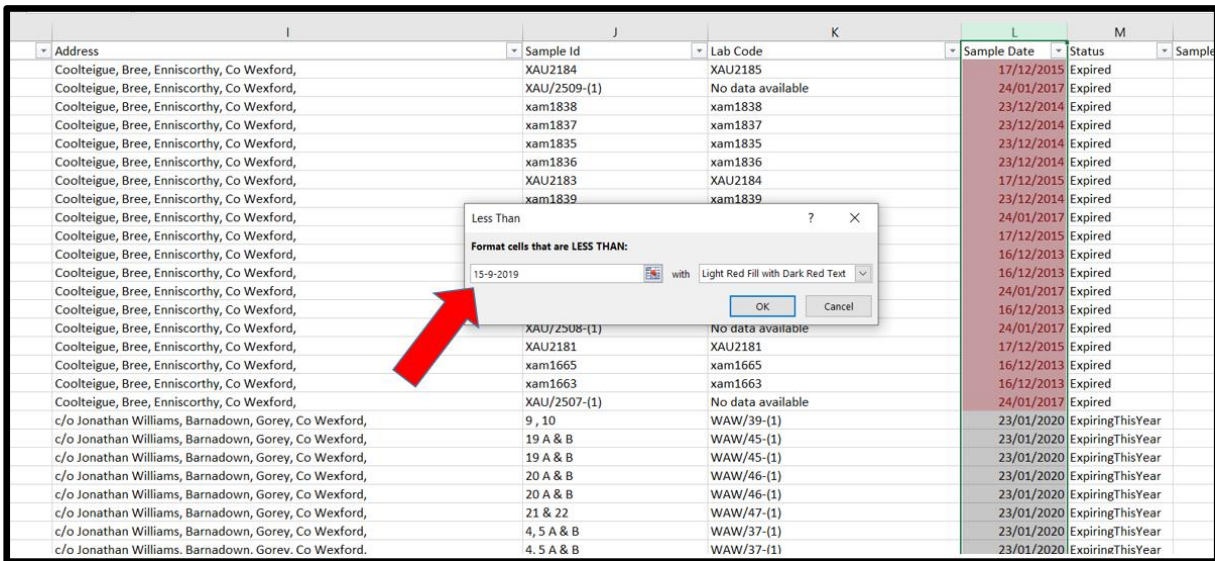 I J K L M
Address Sample Id Lab Code Sample Date Status Sample
Coolteigue, Bree, Enniscorthy, Co Wexford, XAU2184 XAU2185 17/12/2015 Expired
Coolteigue, Bree, Enniscorthy, Co Wexford, XAU/2509-(1) No data available 24/01/2017 Expired
Coolteigue, Bree, Enniscorthy, Co Wexford, xam1838 xam1838 23/12/2014 Expired
Coolteigue, Bree, Enniscorthy, Co Wexford, xam1837 xam1837 23/12/2014 Expired
Coolteigue, Bree, Enniscorthy, Co Wexford, xam1835 xam1835 23/12/2014 Expired
Coolteigue, Bree, Enniscorthy, Co Wexford, xam1836 xam1836 23/12/2014 Expired
Coolteigue, Bree, Enniscorthy, Co Wexford, XAU2183 XAU2184 17/12/2015 Expired
Coolteigue, Bree, Enniscorthy, Co Wexford, xam1839 xam1839 23/12/2014 Expired
Coolteigue, Bree, Enniscorthy, Co Wexford, 24/01/2017 Expired
Coolteigue, Bree, Enniscorthy, Co Wexford, 17/12/2015 Expired
Coolteigue, Bree, Enniscorthy, Co Wexford, 16/12/2013 Expired
Coolteigue, Bree, Enniscorthy, Co Wexford, 16/12/2013 Expired
Coolteigue, Bree, Enniscorthy, Co Wexford, 24/01/2017 Expired
Coolteigue, Bree, Enniscorthy, Co Wexford, 16/12/2013 Expired
Coolteigue, Bree, Enniscorthy, Co Wexford, XAU/2508-(1) No data available 24/01/2017 Expired
Coolteigue, Bree, Enniscorthy, Co Wexford, XAU2181 XAU2181 17/12/2015 Expired
Coolteigue, Bree, Enniscorthy, Co Wexford, xam1665 xam1665 16/12/2013 Expired
Coolteigue, Bree, Enniscorthy, Co Wexford, xam1663 xam1663 16/12/2013 Expired
Coolteigue, Bree, Enniscorthy, Co Wexford, XAU/2507-(1) No data available 24/01/2017 Expired
c/o Jonathan Williams, Barnadown, Gorey, Co Wexford, 9 , 10 WAW/39-(1) 23/01/2020 ExpiringThisYear
c/o Jonathan Williams, Barnadown, Gorey, Co Wexford, 19 A & B WAW/45-(1) 23/01/2020 ExpiringThisYear
c/o Jonathan Williams, Barnadown, Gorey, Co Wexford, 19 A & B WAW/45-(1) 23/01/2020 ExpiringThisYear
c/o Jonathan Williams, Barnadown, Gorey, Co Wexford, 20 A & B WAW/46-(1) 23/01/2020 ExpiringThisYear
c/o Jonathan Williams, Barnadown, Gorey, Co Wexford, 20 A & B WAW/46-(1) 23/01/2020 ExpiringThisYear
c/o Jonathan Williams, Barnadown, Gorey, Co Wexford, 21 & 22 WAW/47-(1) 23/01/2020 ExpiringThisYear
c/o Jonathan Williams, Barnadown, Gorey, Co Wexford, 4, 5 A & B WAW/37-(1) 23/01/2020 ExpiringThisYear
c/o Jonathan Williams, Barnadown, Gorey, Co Wexford, 4, 5 A & B WAW/37-(1) 23/01/2020 ExpiringThisYear
Less Than ? ×
Format cells that are LESS THAN:
15-9-2019 with Light Red Fill with Dark Red Text
OK Cancel